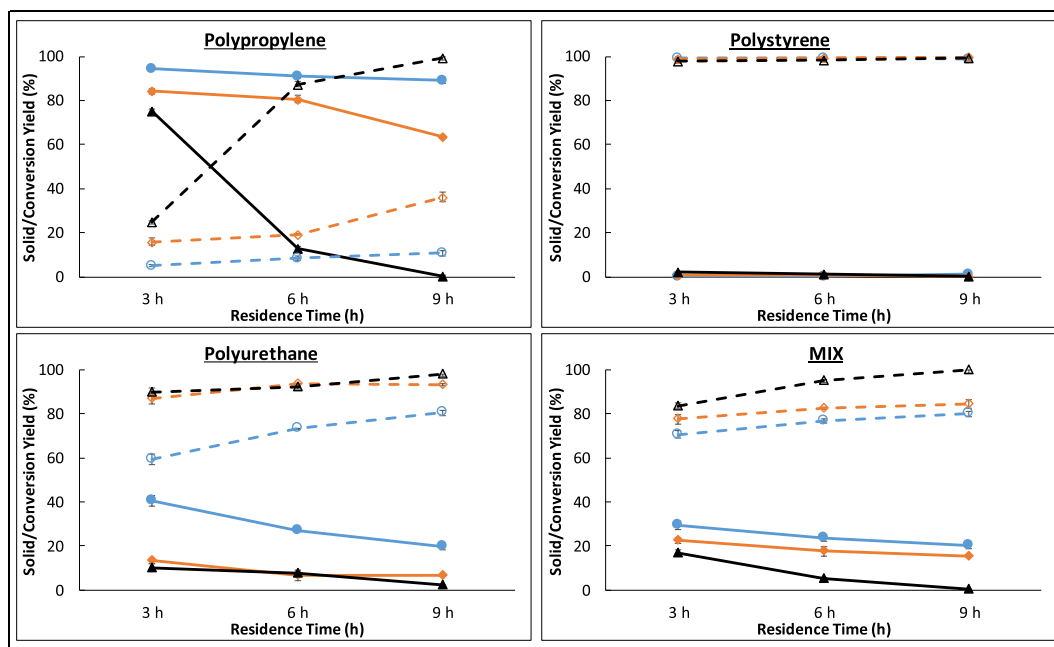 Polypropylene
Solid/Conversion Yield (%)
100
80
60
40
20
0
3 h 6 h 9 h
Residence Time (h)
Polystyrene
Solid/Conversion Yield (%)
100
80
60
40
20
0
3 h 6 h 9 h
Residence Time (h)
Polyurethane
Solid/Conversion Yield (%)
100
80
60
40
20
0
3 h 6 h 9 h
Residence Time (h)
MIX
Solid/Conversion Yield (%)
100
80
60
40
20
0
3 h 6 h 9 h
Residence Time (h)